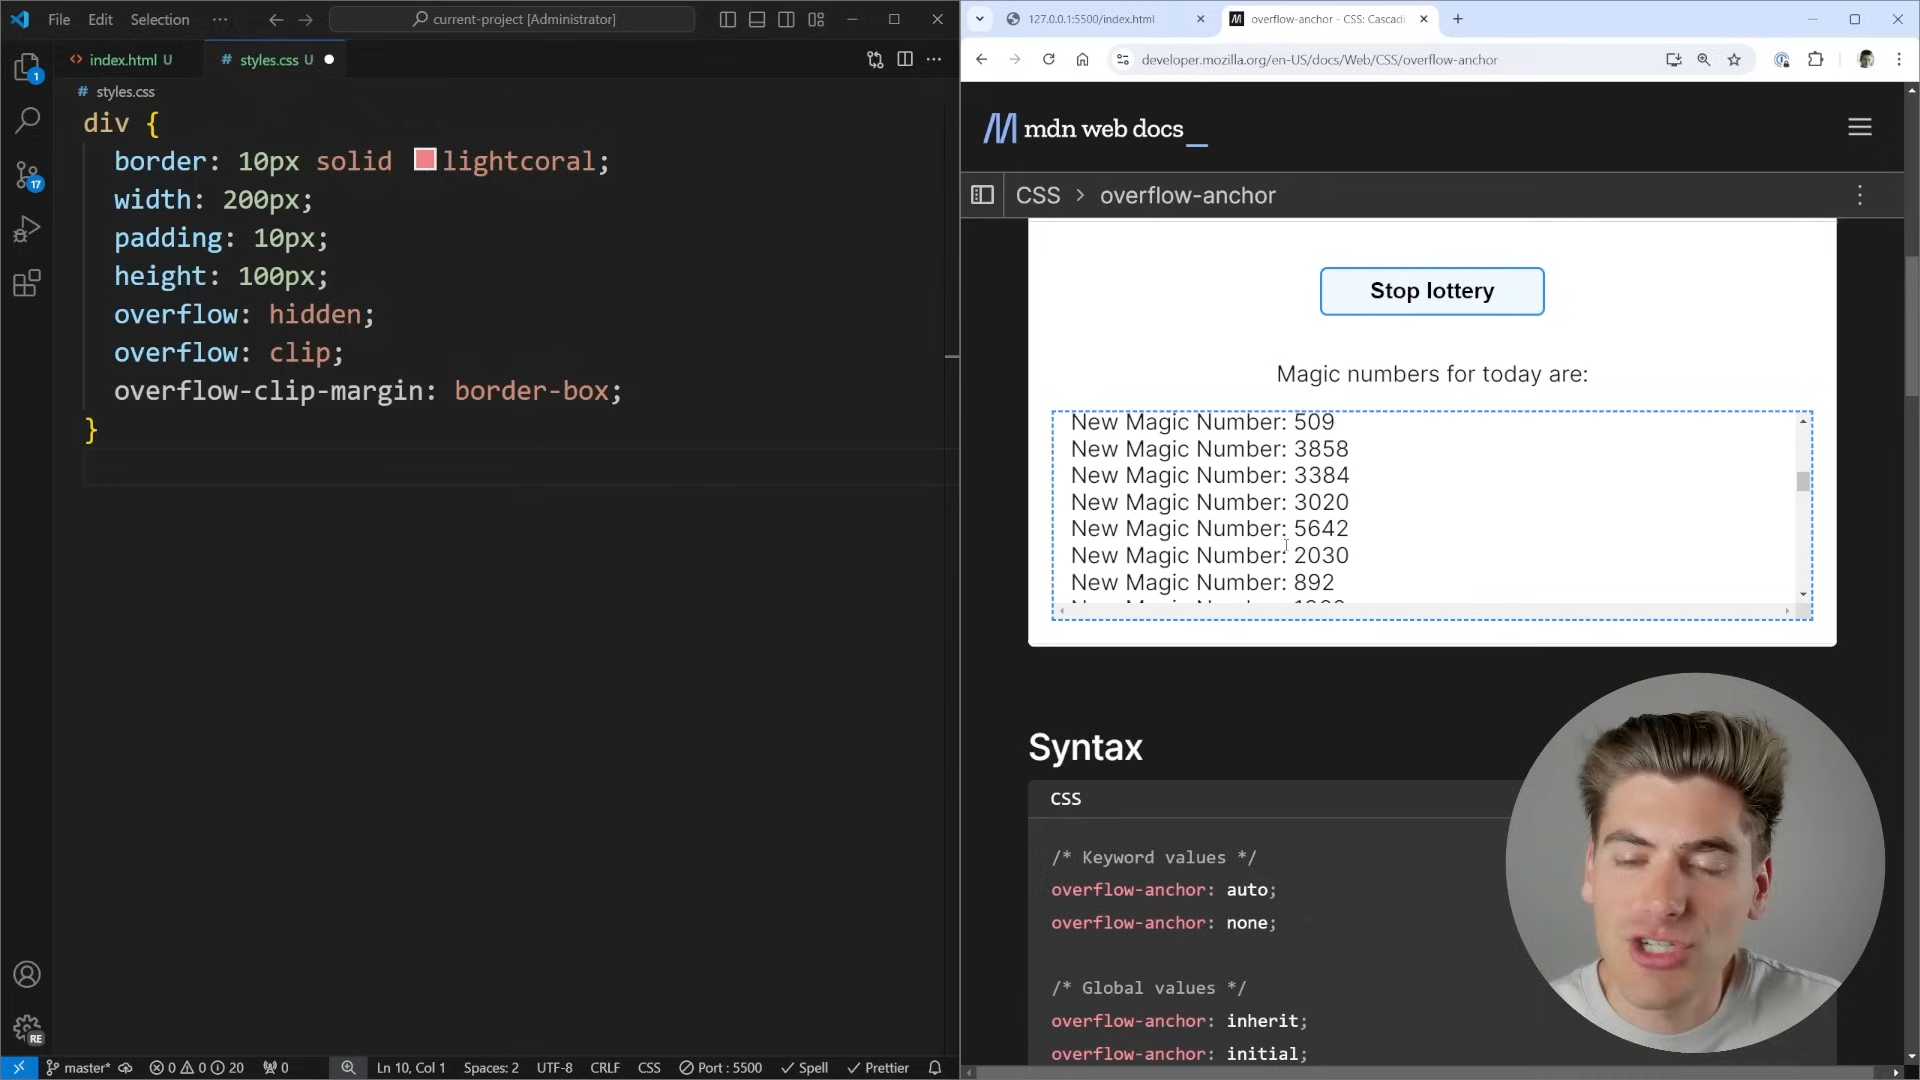 File Edit Selection ···
current-project [Administrator]
index.html U
styles.css U
styles.css
div {
border: 10px solid lightcoral;
width: 200px;
padding: 10px;
height: 100px;
overflow: hidden;
overflow: clip;
overflow-clip-margin: border-box;
}
1
17
RE
master* 0 0 20 0 Ln 10, Col 1 Spaces: 2 UTF-8 CRLF CSS Port : 5500 Spell Prettier
127.0.0.1:5500/index.html
overflow-anchor - CSS: Cascadi
developer.mozilla.org/en-US/docs/Web/CSS/overflow-anchor
mdn web docs_
CSS > overflow-anchor
Stop lottery
Magic numbers for today are:
New Magic Number: 509
New Magic Number: 3858
New Magic Number: 3384
New Magic Number: 3020
New Magic Number: 5642
New Magic Number: 2030
New Magic Number: 892
Syntax
CSS
/* Keyword values */
overflow-anchor: auto;
overflow-anchor: none;
/* Global values */
overflow-anchor: inherit;
overflow-anchor: initial;